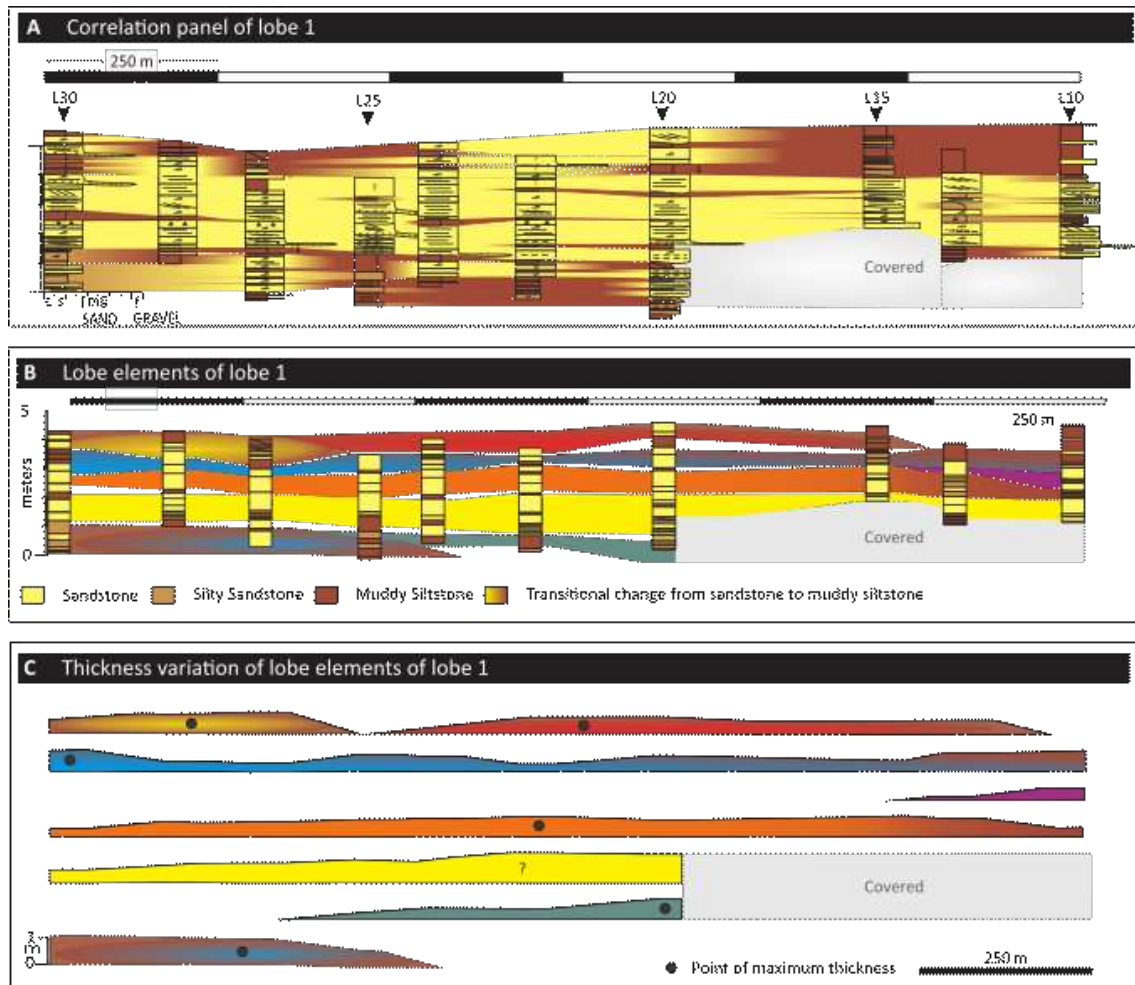 A Correlation panel of lobe 1
250 m
L30
L25
L20
L10
Covered
SAND GRAVEL
B Lobe elements of lobe 1
5
250 m
meters
Covered
0
Sandstone Silty Sandstone Muddy Siltstone Transitional change from sandstone to muddy siltstone
C Thickness variation of lobe elements of lobe 1
?
Covered
0
Point of maximum thickness
250 m